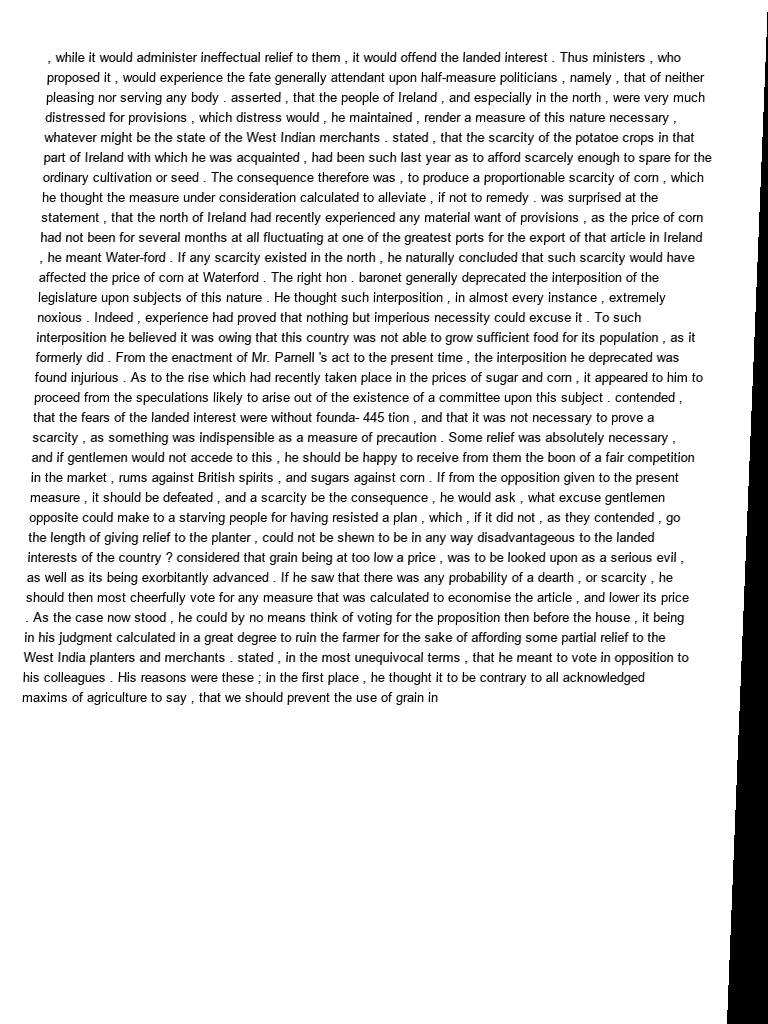 , while it would administer ineffectual relief to them , it would offend the landed interest . Thus ministers , who
proposed it , would experience the fate generally attendant upon half-measure politicians , namely , that of neither
pleasing nor serving any body . asserted , that the people of Ireland , and especially in the north , were very much
distressed for provisions , which distress would , he maintained , render a measure of this nature necessary ,
whatever might be the state of the West Indian merchants . stated , that the scarcity of the potatoe crops in that
part of Ireland with which he was acquainted , had been such last year as to afford scarcely enough to spare for the
ordinary cultivation or seed . The consequence therefore was , to produce a proportionable scarcity of corn , which
he thought the measure under consideration calculated to alleviate , if not to remedy . was surprised at the
statement , that the north of Ireland had recently experienced any material want of provisions , as the price of corn
had not been for several months at all fluctuating at one of the greatest ports for the export of that article in Ireland
, he meant Water-ford . If any scarcity existed in the north , he naturally concluded that such scarcity would have
affected the price of corn at Waterford . The right hon . baronet generally deprecated the interposition of the
legislature upon subjects of this nature . He thought such interposition , in almost every instance , extremely
noxious . Indeed , experience had proved that nothing but imperious necessity could excuse it . To such
interposition he believed it was owing that this country was not able to grow sufficient food for its population , as it
formerly did . From the enactment of Mr. Parnell 's act to the present time , the interposition he deprecated was
found injurious . As to the rise which had recently taken place in the prices of sugar and corn , it appeared to him to
proceed from the speculations likely to arise out of the existence of a committee upon this subject . contended ,
that the fears of the landed interest were without founda- 445 tion , and that it was not necessary to prove a
scarcity , as something was indispensible as a measure of precaution . Some relief was absolutely necessary ,
and if gentlemen would not accede to this , he should be happy to receive from them the boon of a fair competition
in the market , rums against British spirits , and sugars against corn . If from the opposition given to the present
measure , it should be defeated , and a scarcity be the consequence , he would ask , what excuse gentlemen
opposite could make to a starving people for having resisted a plan , which , if it did not , as they contended , go
the length of giving relief to the planter , could not be shewn to be in any way disadvantageous to the landed
interests of the country ? considered that grain being at too low a price , was to be looked upon as a serious evil ,
as well as its being exorbitantly advanced . If he saw that there was any probability of a dearth , or scarcity , he
should then most cheerfully vote for any measure that was calculated to economise the article , and lower its price
. As the case now stood , he could by no means think of voting for the proposition then before the house , it being
in his judgment calculated in a great degree to ruin the farmer for the sake of affording some partial relief to the
West India planters and merchants . stated , in the most unequivocal terms , that he meant to vote in opposition to
his colleagues . His reasons were these ; in the first place , he thought it to be contrary to all acknowledged
maxims of agriculture to say , that we should prevent the use of grain in